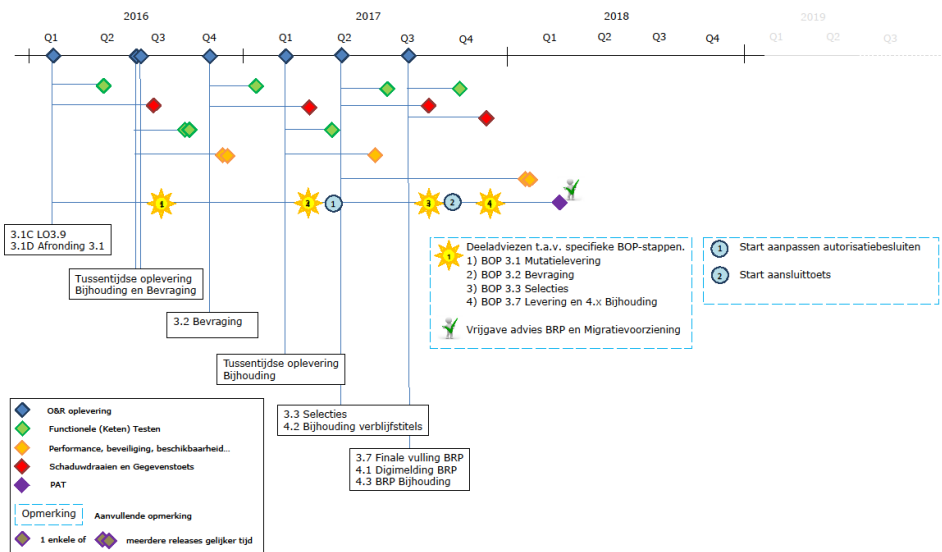 2016 2017 2018 2019
Q1 Q2 Q3 Q4 Q1 Q2 Q3 Q4 Q1 Q2 Q3 Q4 Q1 Q2 Q3
1 2 1 3 2 4
3.1C LO3.9
3.1D Afronding 3.1
Tussentijdse oplevering
Bijhouding en Bevraging
3.2 Bevraging
Tussentijdse oplevering
Bijhouding
3.3 Selecties
4.2 Bijhouding verblijfstitels
3.7 Finale vulling BRP
4.1 Digimelding BRP
4.3 BRP Bijhouding
1 Deeladviezen t.a.v. specifieke BOP-stappen.
1) BOP 3.1 Mutatielevering
2) BOP 3.2 Bevraging
3) BOP 3.3 Selecties
4) BOP 3.7 Levering en 4.x Bijhouding
Vrijgave advies BRP en Migratievoorziening
1 Start aanpassen autorisatiebesluiten
2 Start aansluittoets
O&R oplevering
Functionele (Keten) Testen
Performance, beveiliging, beschikbaarheid...
Schaduwdraaien en Gegevenstoets
PAT
Opmerking Aanvullende opmerking
1 enkele of meerdere releases gelijker tijd